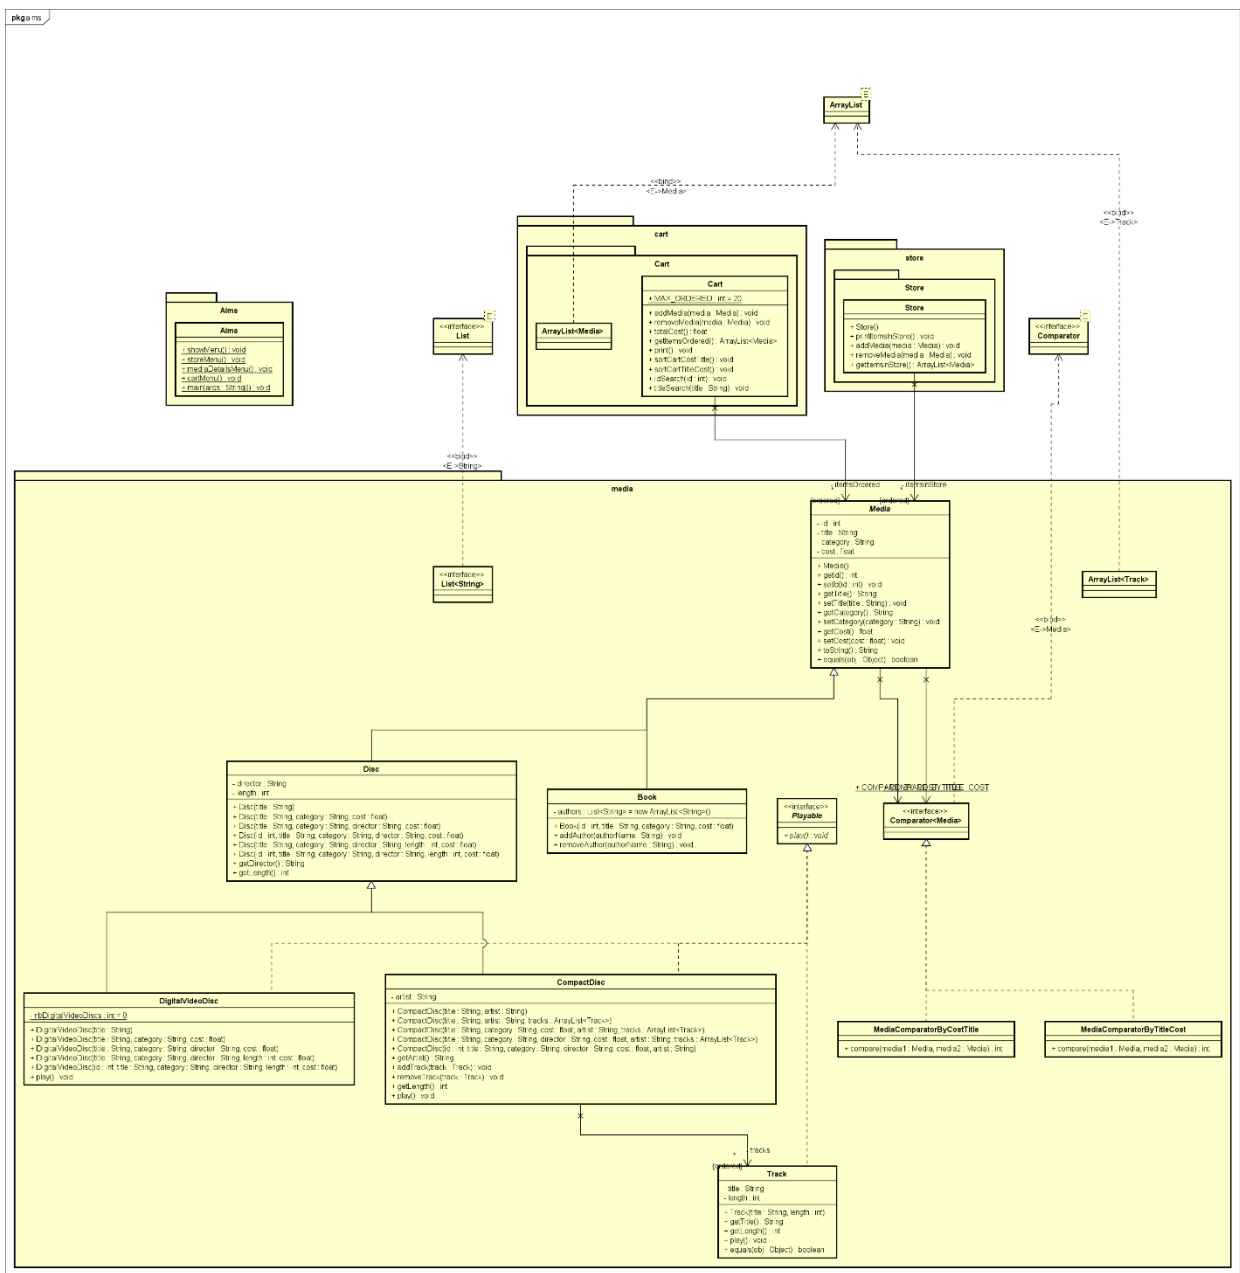 pkg ams
E
ArrayList
<<bind>>
<E->Media>
<<bind>>
<E->Track>
cart
Cart
ArrayList<Media>
Cart
+ MAX_ORDERED : int = 20
+ addMedia(media : Media) : void
+ removeMedia(media : Media) : void
+ totalCost() : float
+ getItemsOrdered() : ArrayList<Media>
+ print() : void
+ sortCartCostTitle() : void
+ sortCartTitleCost() : void
+ idSearch(id : int) : void
+ titleSearch(title : String) : void
store
Store
Store
+ Store()
+ printItemsInStore() : void
+ addMedia(media : Media) : void
+ removeMedia(media : Media) : void
+ getItemsInStore() : ArrayList<Media>
Aims
Aims
+ showMenu() : void
+ storeMenu() : void
+ mediaDetailsMenu() : void
+ cartMenu() : void
+ main(args : String[]) : void
E
<<interface>>
List
E
<<interface>>
Comparator
<<bind>>
<E->String>
media
- itemsOrdered
*
{ordered}
- itemsInStore
*
{ordered}
Media
- id : int
- title : String
- category : String
- cost : float
+ Media()
+ getId() : int
+ setId(id : int) : void
+ getTitle() : String
+ setTitle(title : String) : void
+ getCategory() : String
+ setCategory(category : String) : void
+ getCost() : float
+ setCost(cost : float) : void
+ toString() : String
+ equals(obj : Object) : boolean
<<interface>>
List<String>
ArrayList<Track>
<<bind>>
<E->Media>
Disc
- director : String
- length : int
+ Disc(title : String)
+ Disc(title : String, category : String, cost : float)
+ Disc(title : String, category : String, director : String, cost : float)
+ Disc(id : int, title : String, category : String, director : String, cost : float)
+ Disc(title : String, category : String, director : String, length : int, cost : float)
+ Disc(id : int, title : String, category : String, director : String, length : int, cost : float)
+ getDirector() : String
+ getLength() : int
Book
- authors : List<String> = new ArrayList<String>()
+ Book(id : int, title : String, category : String, cost : float)
+ addAuthor(authorName : String) : void
+ removeAuthor(authorName : String) : void
<<interface>>
Playable
+ play() : void
<<interface>>
Comparator<Media>
DigitalVideoDisc
- nbDigitalVideoDiscs : int = 0
+ DigitalVideoDisc(title : String)
+ DigitalVideoDisc(title : String, category : String, cost : float)
+ DigitalVideoDisc(title : String, category : String, director : String, cost : float)
+ DigitalVideoDisc(title : String, category : String, director : String, length : int, cost : float)
+ DigitalVideoDisc(id : int, title : String, category : String, director : String, length : int, cost : float)
+ play() : void
CompactDisc
- artist : String
+ CompactDisc(title : String, artist : String)
+ CompactDisc(title : String, artist : String, tracks : ArrayList<Track>)
+ CompactDisc(title : String, category : String, cost : float, artist : String, tracks : ArrayList<Track>)
+ CompactDisc(title : String, category : String, director : String, cost : float, artist : String, tracks : ArrayList<Track>)
+ CompactDisc(id : int, title : String, category : String, director : String, cost : float, artist : String)
+ getArtist() : String
+ addTrack(track : Track) : void
+ removeTrack(track : Track) : void
+ getLength() : int
+ play() : void
MediaComparatorByCostTitle
+ compare(media1 : Media, media2 : Media) : int
MediaComparatorByTitleCost
+ compare(media1 : Media, media2 : Media) : int
- tracks
*
{ordered}
Track
- title : String
- length : int
+ Track(title : String, length : int)
+ getTitle() : String
+ getLength() : int
+ play() : void
+ equals(obj : Object) : boolean